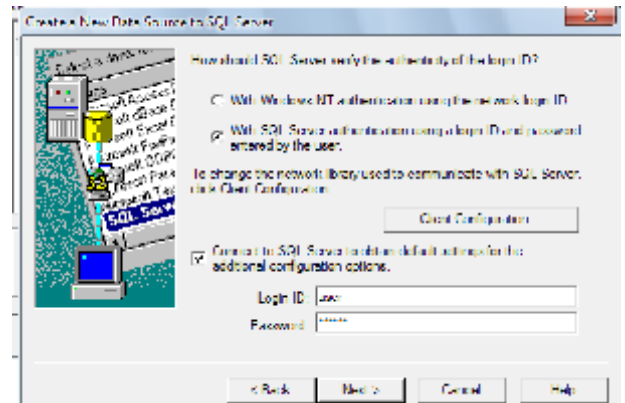 Create a New Data Source to SQL Server
How should SQL Server verify the authenticity of the login ID?
With Windows NT authentication using the network login ID.
With SQL Server authentication using a login ID and password
entered by the user.
To change the network library used to communicate with SQL Server,
click Client Configuration.
Client Configuration
Connect to SQL Server to obtain default settings for the
additional configuration options.
Login ID: user
Password: ******
< Back
Next >
Cancel
Help
SQL Serv